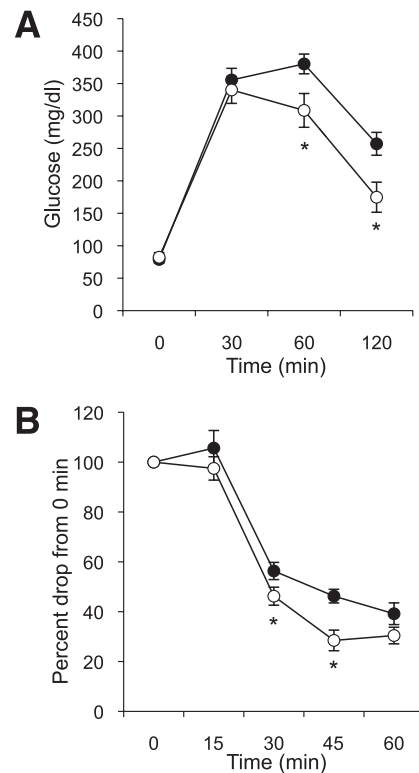 A
450
400
350
300
250
200
150
100
50
0
Glucose (mg/dl)
*
*
0 30 60 120
Time (min)
B
120
100
80
60
40
20
0
Percent drop from 0 min
*
*
0 15 30 45 60
Time (min)